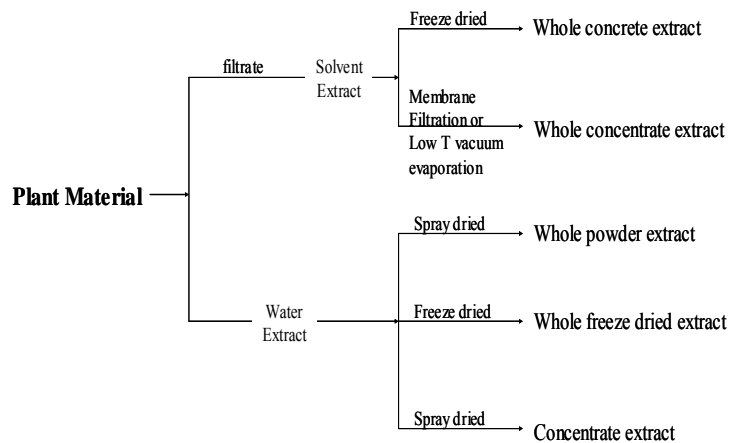 Freeze dried
Whole concrete extract
filtrate
Solvent
Extract
Membrane
Filtration or
Low T vacuum
evaporation
Whole concentrate extract
Plant Material
Spray dried
Whole powder extract
Water
Extract
Freeze dried
Whole freeze dried extract
Spray dried
Concentrate extract